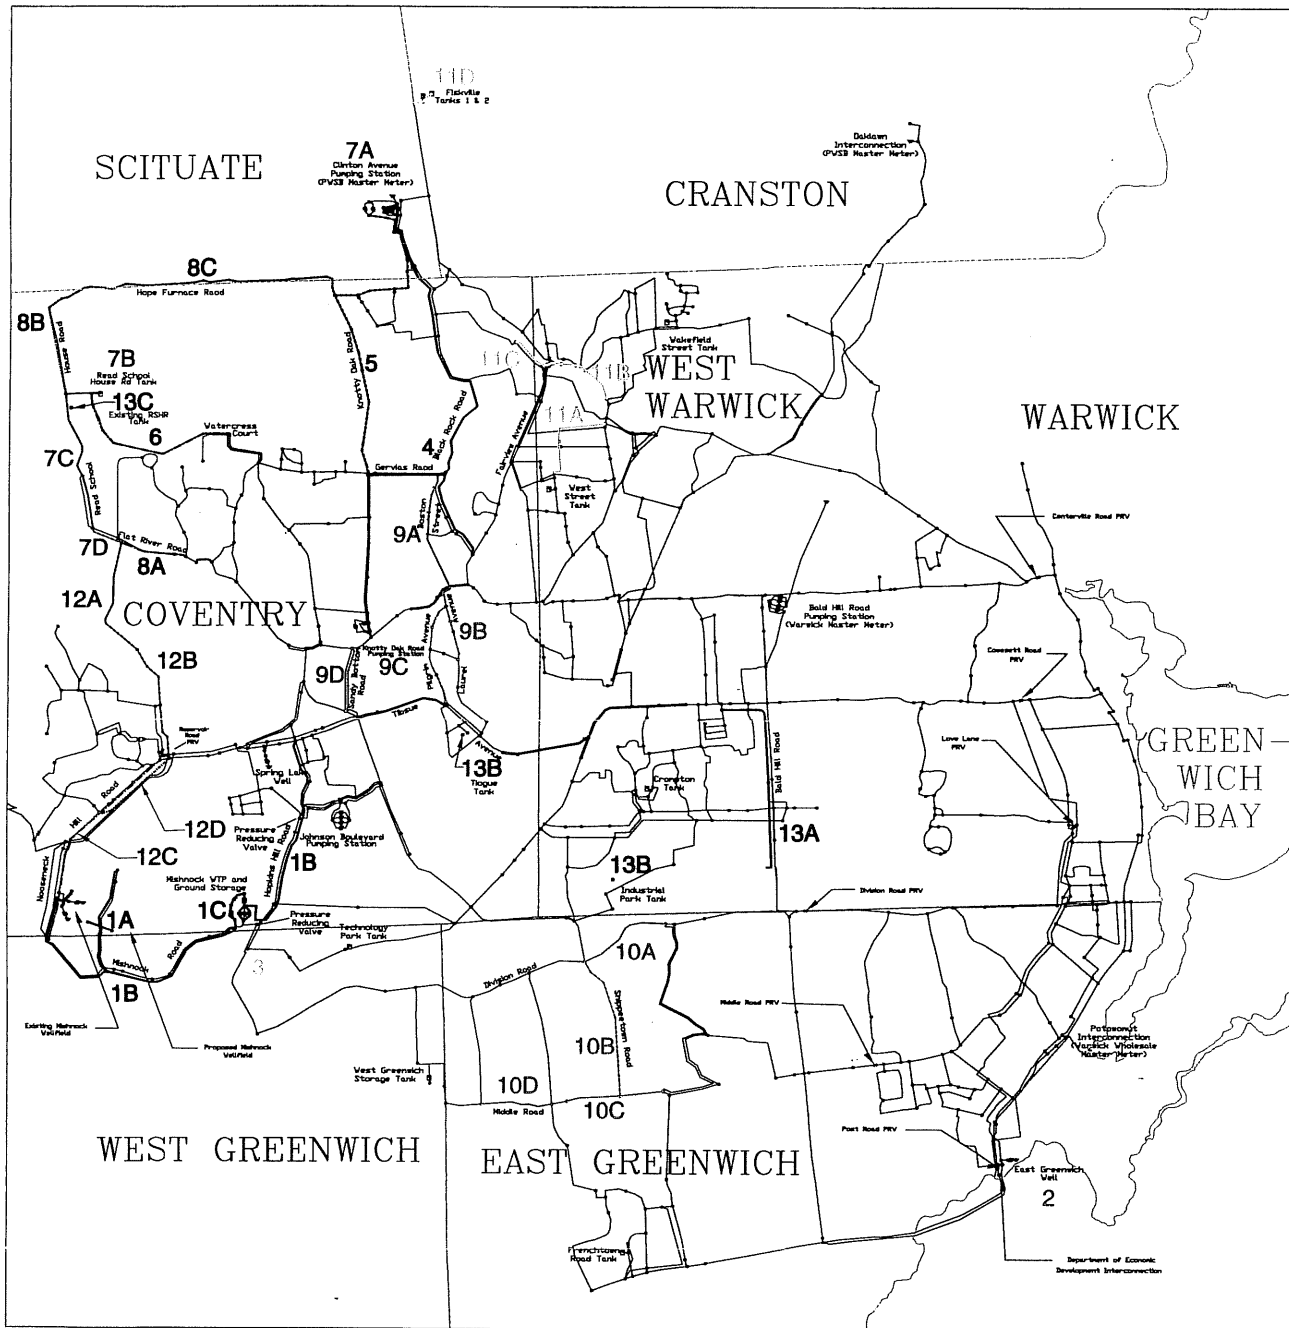 11D
Fiskville
Tanks 1 & 2
7A
Clinton Avenue
Pumping Station
(PWSB Master Meter)
Oaklawn
Interconnection
(PWSB Master Meter)
SCITUATE
CRANSTON
8C
Hope Furnace Road
8B
House Road
7B
Read School
House Rd Tank
13C
Existing RSHR
Tank
6
Watercress
Court
5
Knotty Oak Road
11C
11B
11A
Wakefield
Street Tank
WEST
WARWICK
WARWICK
4
Black Rock Road
Fairview Avenue
Gervias Road
7C
Read School
7D
Flat River Road
8A
9A
Boston
Street
West
Street
Tank
Centerville Road PRV
12A
COVENTRY
12B
9B
Laurel
Avenue
Knotty Oak Road
Pumping Station
9C
9D
Sandy Bottom
Road
Pilgrim
Avenue
Bald Hill Road
Pumping Station
(Warwick Master Meter)
Cowesett Road
PRV
Reservoir
Road
PRV
Tiogue
Avenue
13B
Tiogue
Tank
Love Lane
PRV
GREEN-
WICH
BAY
Spring Lake
Well
Hill Road
12D
12C
Pressure
Reducing
Valve
Johnson Boulevard
Pumping Station
Hopkins Hill Road
1B
Cranston
Tank
Bald Hill Road
13A
13B
Industrial
Park Tank
Division Road PRV
Nooseneck
1A
Mishnock WTP and
Ground Storage
1C
Pressure
Reducing
Valve
Technology
Park Tank
3
Mishnock
Road
1B
Existing Mishnock
Wellfield
Proposed Mishnock
Wellfield
10A
Division Road
Shippeetown Road
10B
10D
10C
Middle Road
West Greenwich
Storage Tank
Middle Road PRV
Potowomut
Interconnection
(Warwick Wholesale
Master Meter)
Post Road PRV
WEST GREENWICH
EAST GREENWICH
East Greenwich
Well
2
Frenchtown
Road Tank
Department of Economic
Development Interconnection